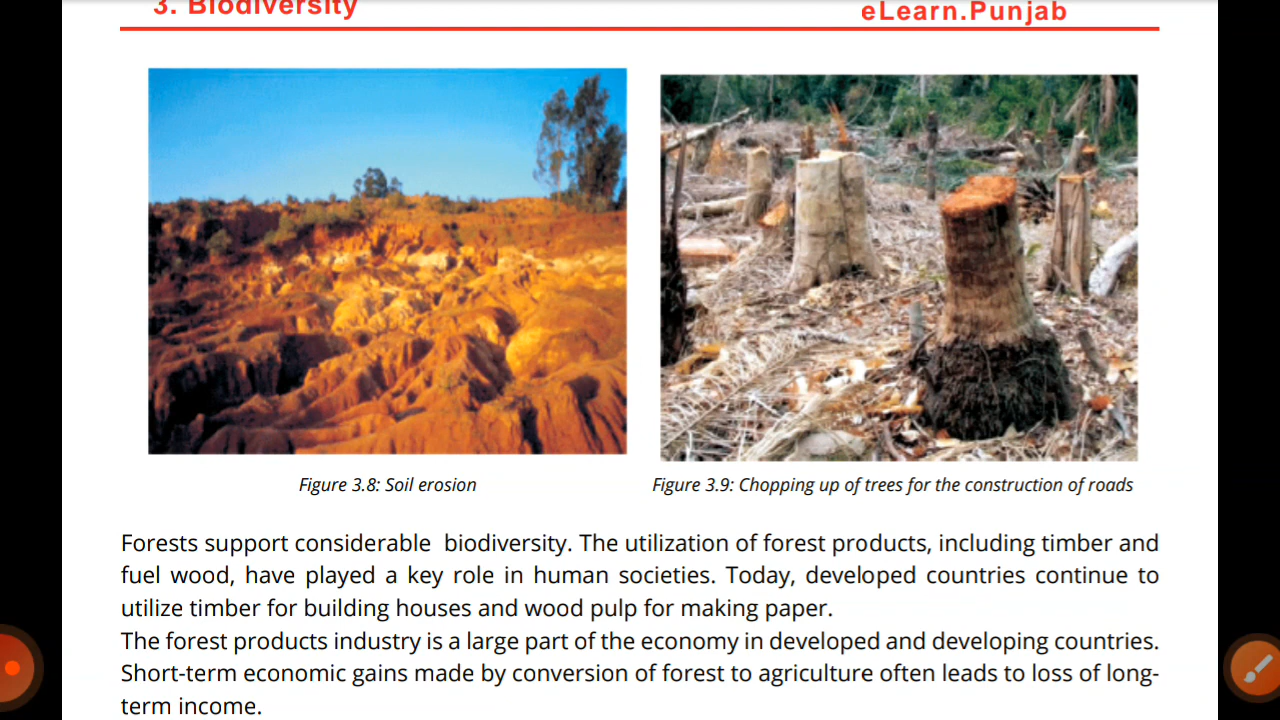 3. Biodiversity
eLearn.Punjab
Figure 3.8: Soil erosion
Figure 3.9: Chopping up of trees for the construction of roads
Forests support considerable  biodiversity. The utilization of forest products, including timber and
fuel wood, have played a key role in human societies. Today, developed countries continue to
utilize timber for building houses and wood pulp for making paper.
The forest products industry is a large part of the economy in developed and developing countries.
Short-term economic gains made by conversion of forest to agriculture often leads to loss of long-
term income.